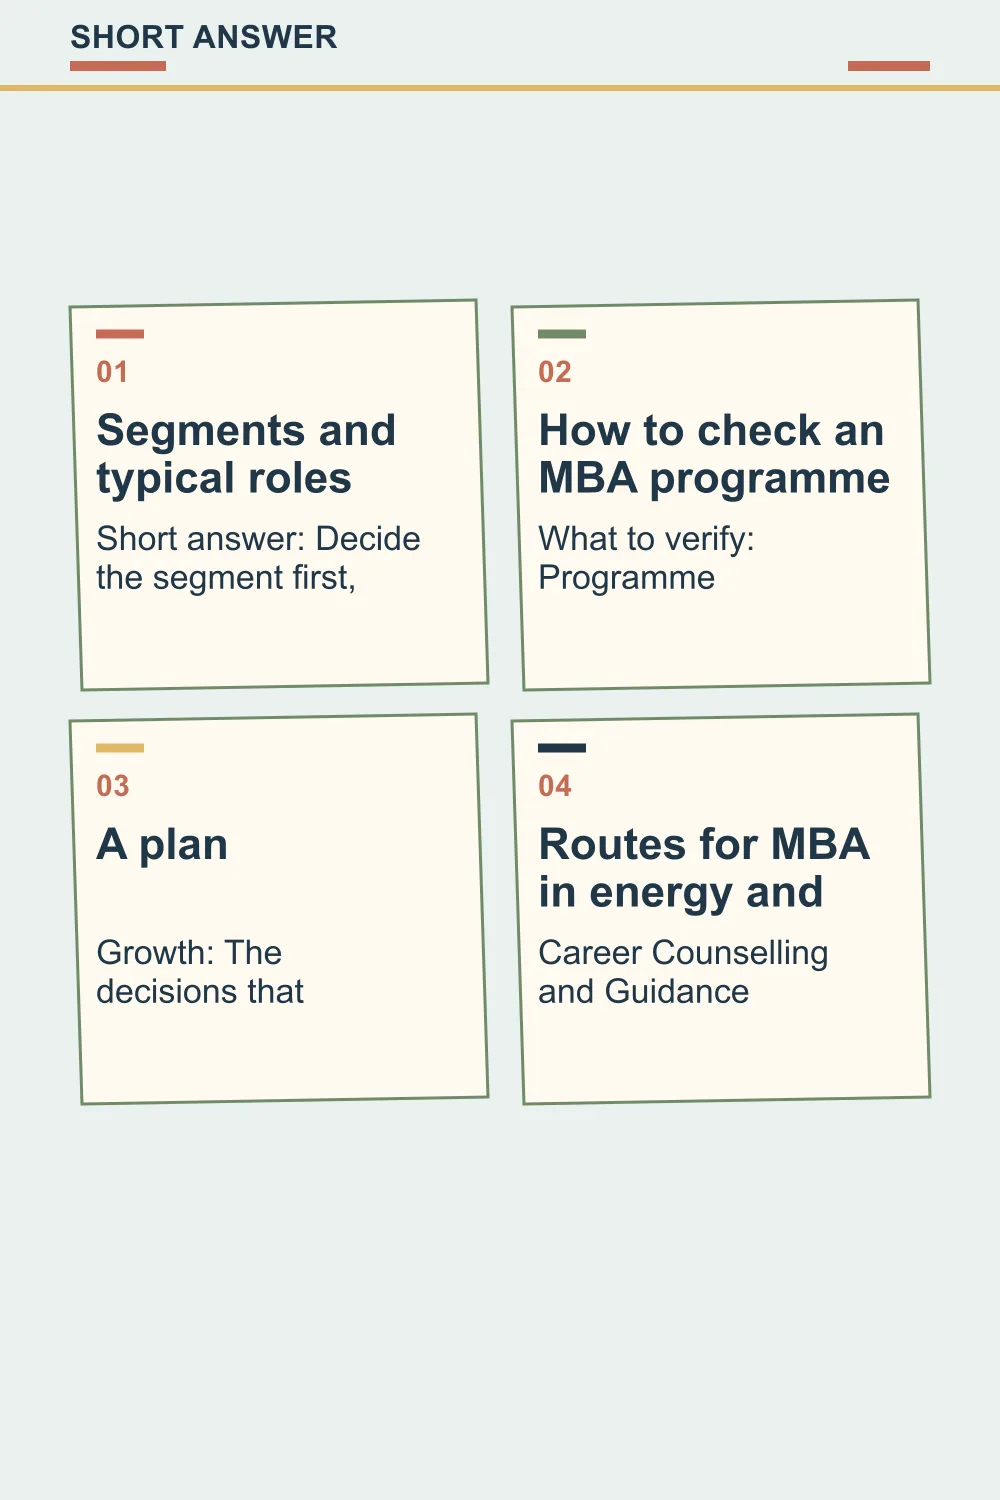 SHORT ANSWER
01
Segments and
typical roles
Short answer: Decide
the segment first,
02
How to check an
MBA programme
What to verify:
Programme
03
A plan
Growth: The
decisions that
04
Routes for MBA
in energy and
Career Counselling
and Guidance